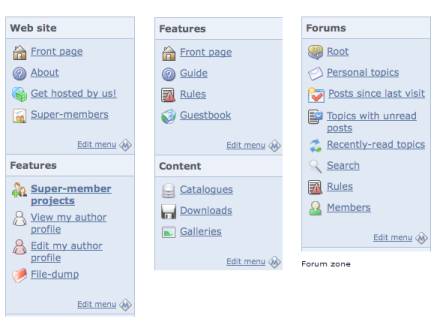 Web site
Front page
About
Get hosted by us!
Super-members
Edit menu
Features
Super-member
projects
View my author
profile
Edit my author
profile
File-dump
Edit menu
Features
Front page
Guide
Rules
Guestbook
Edit menu
Content
Catalogues
Downloads
Galleries
Edit menu
Forums
Root
Personal topics
Posts since last visit
Topics with unread
posts
Recently-read topics
Search
Rules
Members
Edit menu
Forum zone